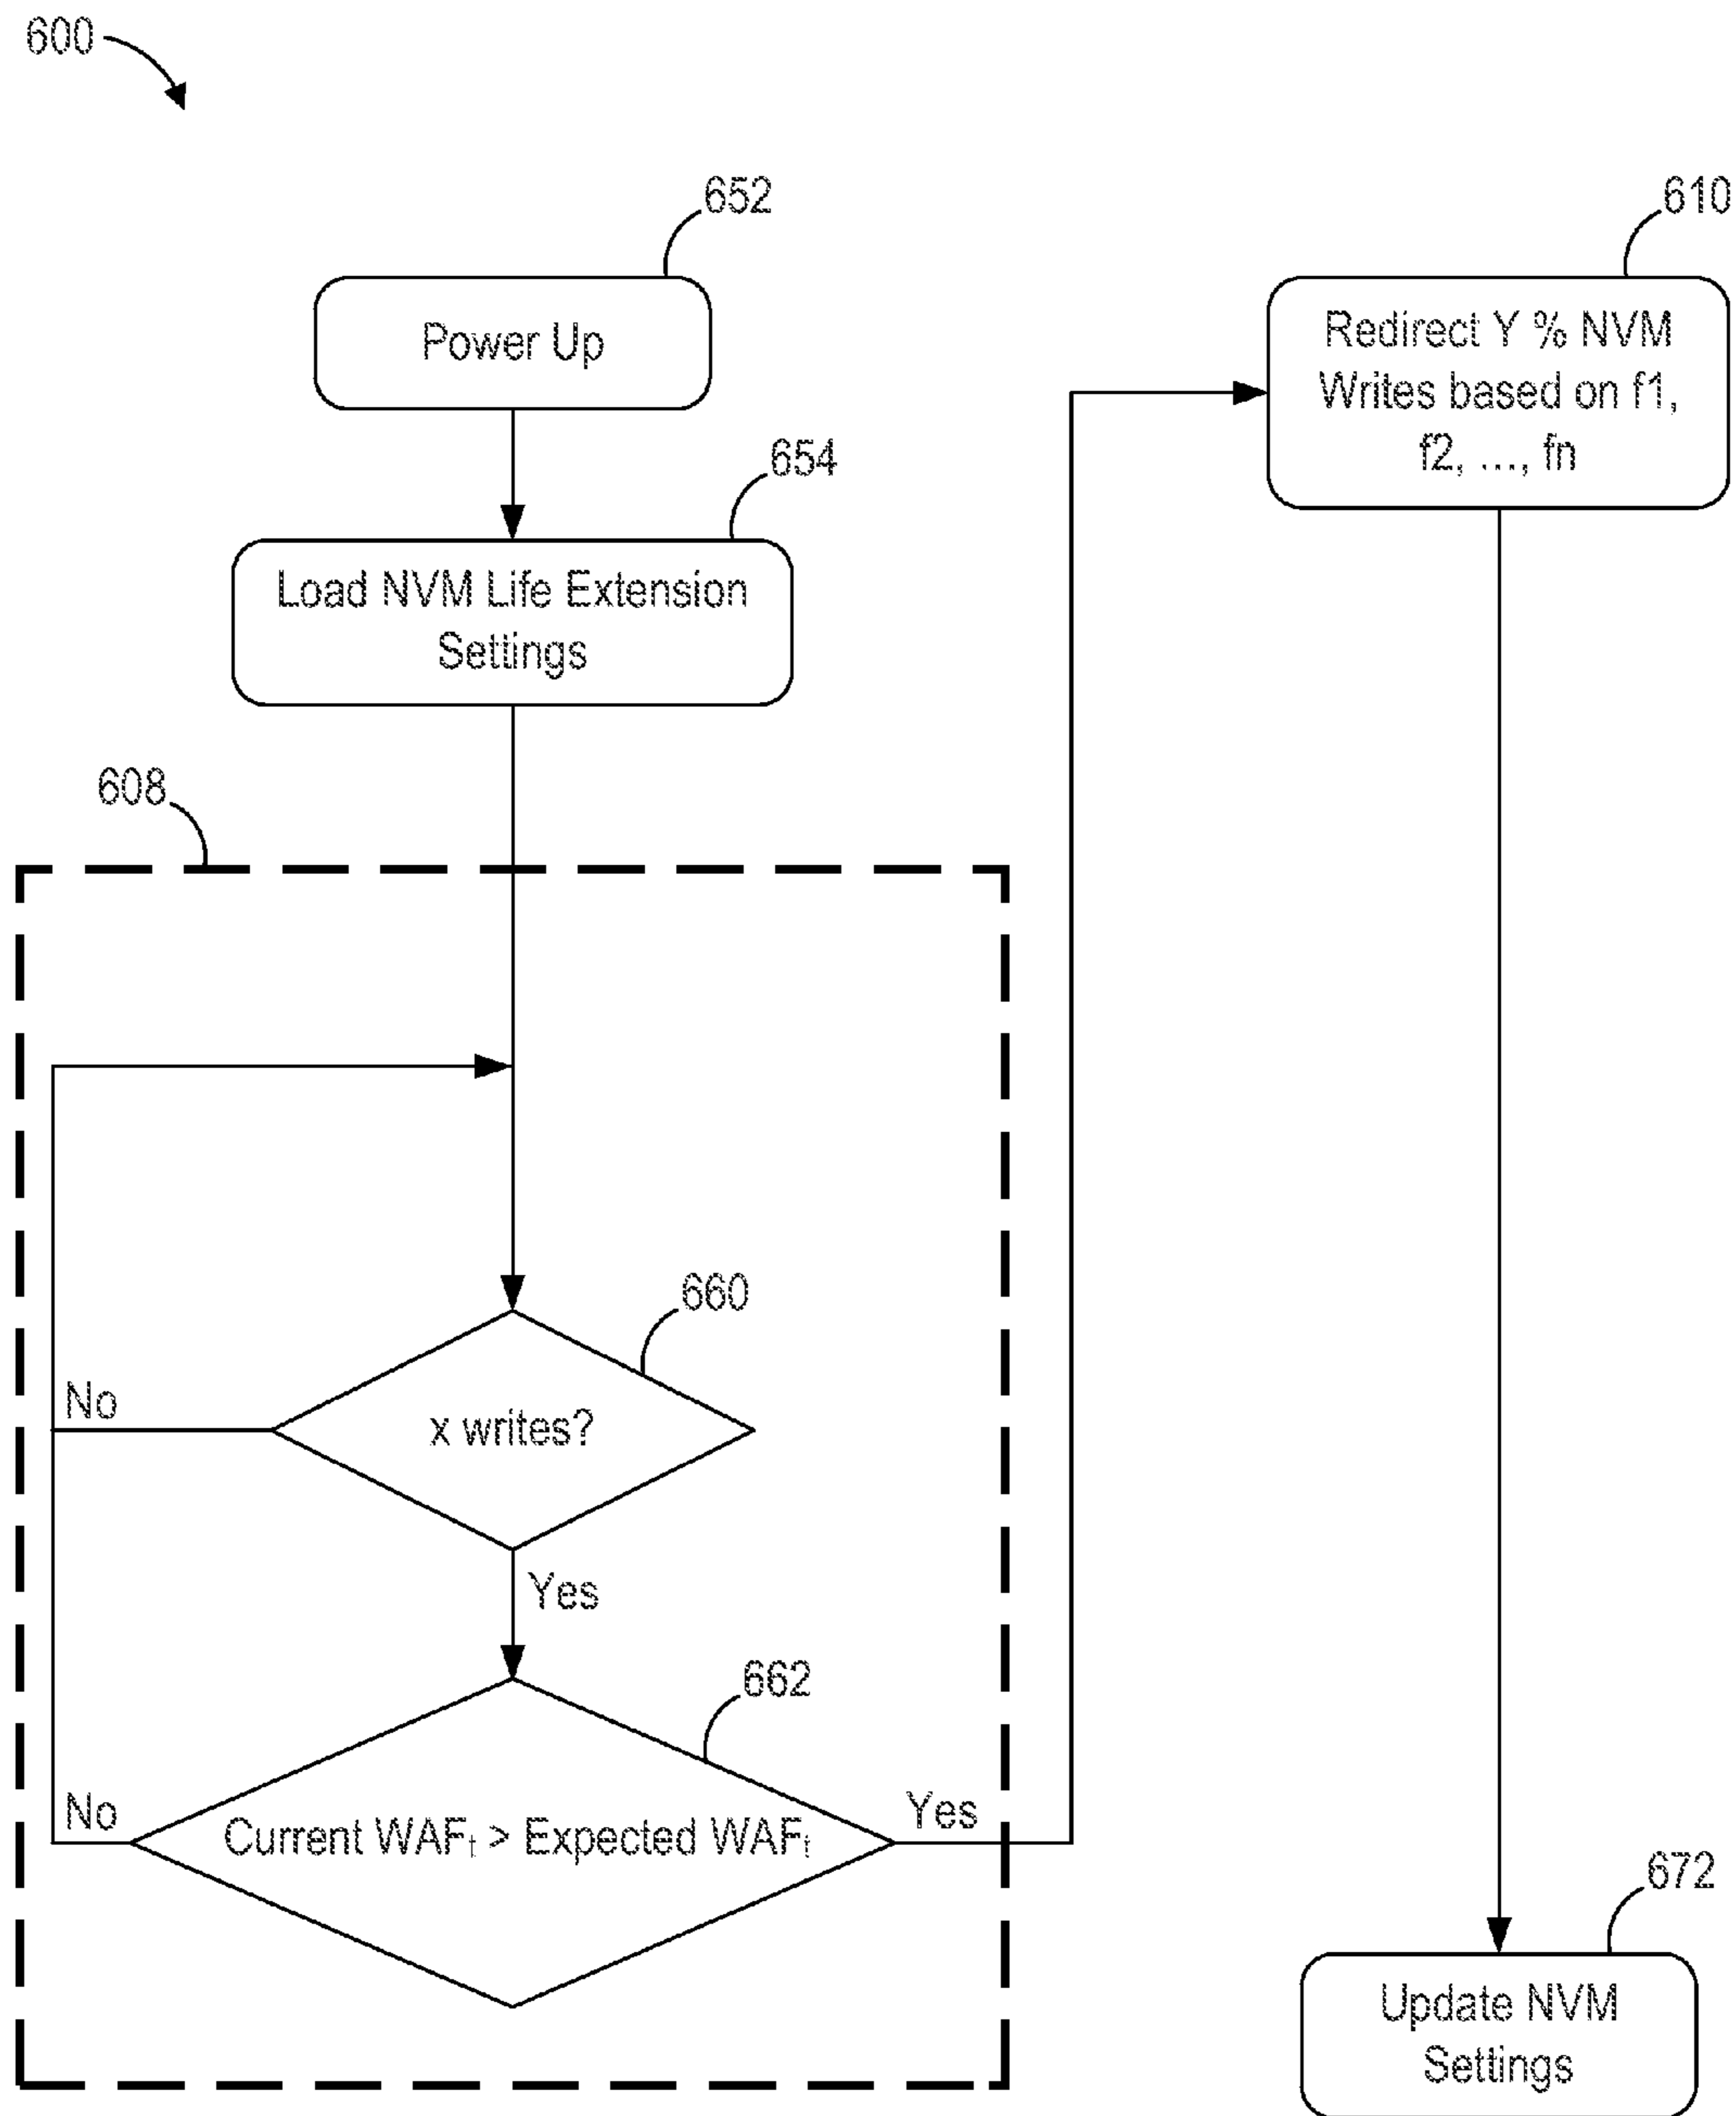 600
652
Power Up
654
Load NVM Life Extension
Settings
608
660
x writes?
No
Yes
662
Current WAFt > Expected WAFt
No
Yes
610
Redirect Y % NVM
Writes based on f1,
f2, ..., fn
672
Update NVM
Settings